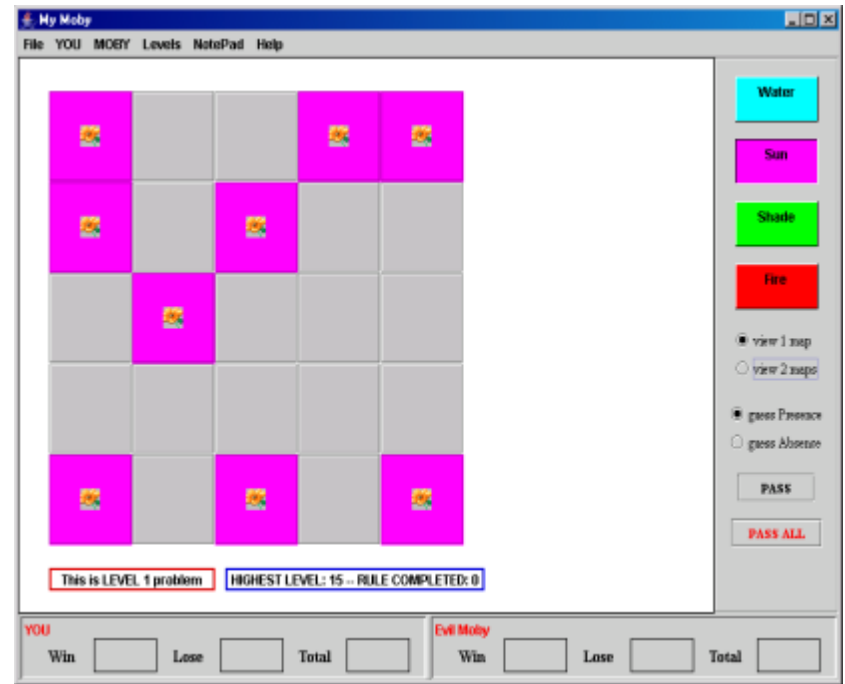 My Moby
File YOU MOBY Levels NotePad Help
Water
Sun
Shade
Fire
view 1 map
view 2 maps
guess Presence
guess Absence
PASS
PASS ALL
This is LEVEL 1 problem HIGHEST LEVEL: 15 -- RULE COMPLETED: 0
YOU Evil Moby
Win Lose Total Win Lose Total